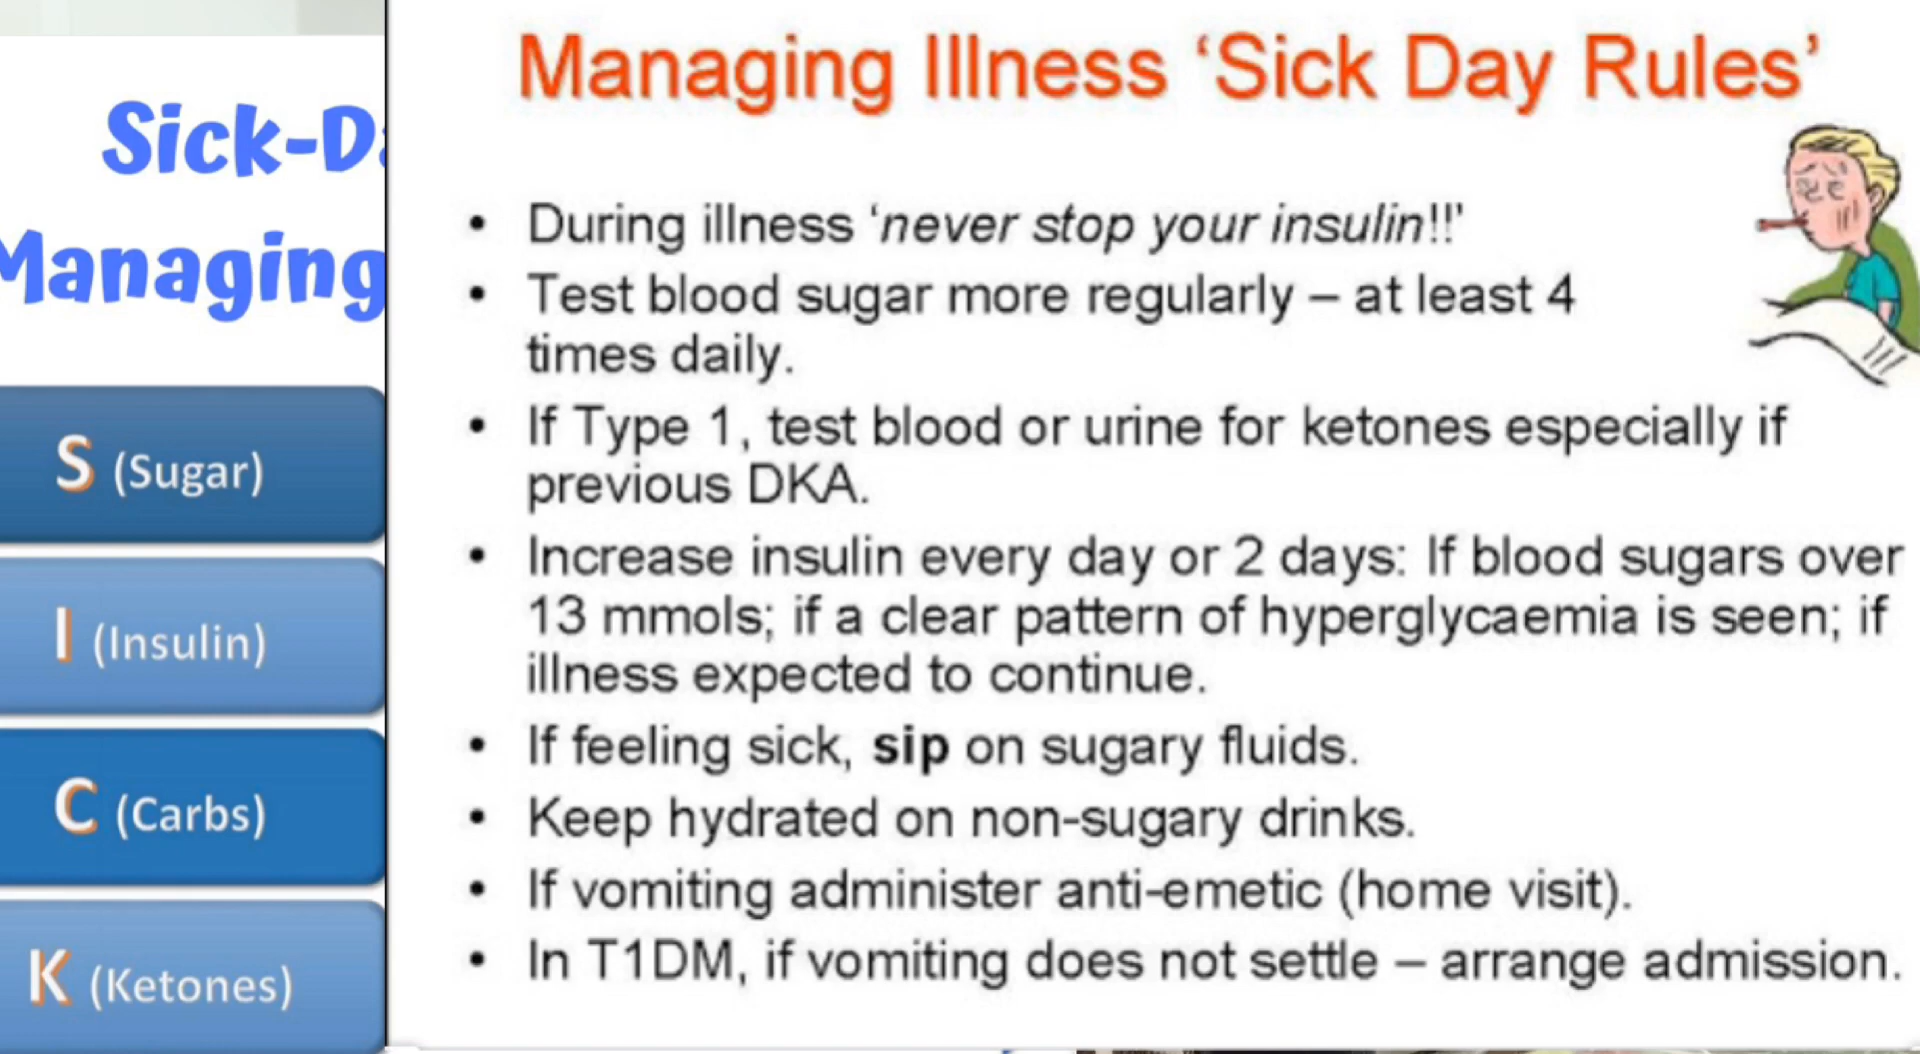 Managing Illness ‘Sick Day Rules’
Sick-D
Managing
S (Sugar)
I (Insulin)
C (Carbs)
K (Ketones)
• During illness ‘never stop your insulin!!’
• Test blood sugar more regularly – at least 4
times daily.
• If Type 1, test blood or urine for ketones especially if
previous DKA.
• Increase insulin every day or 2 days: If blood sugars over
13 mmols; if a clear pattern of hyperglycaemia is seen; if
illness expected to continue.
• If feeling sick, sip on sugary fluids.
• Keep hydrated on non-sugary drinks.
• If vomiting administer anti-emetic (home visit).
• In T1DM, if vomiting does not settle – arrange admission.